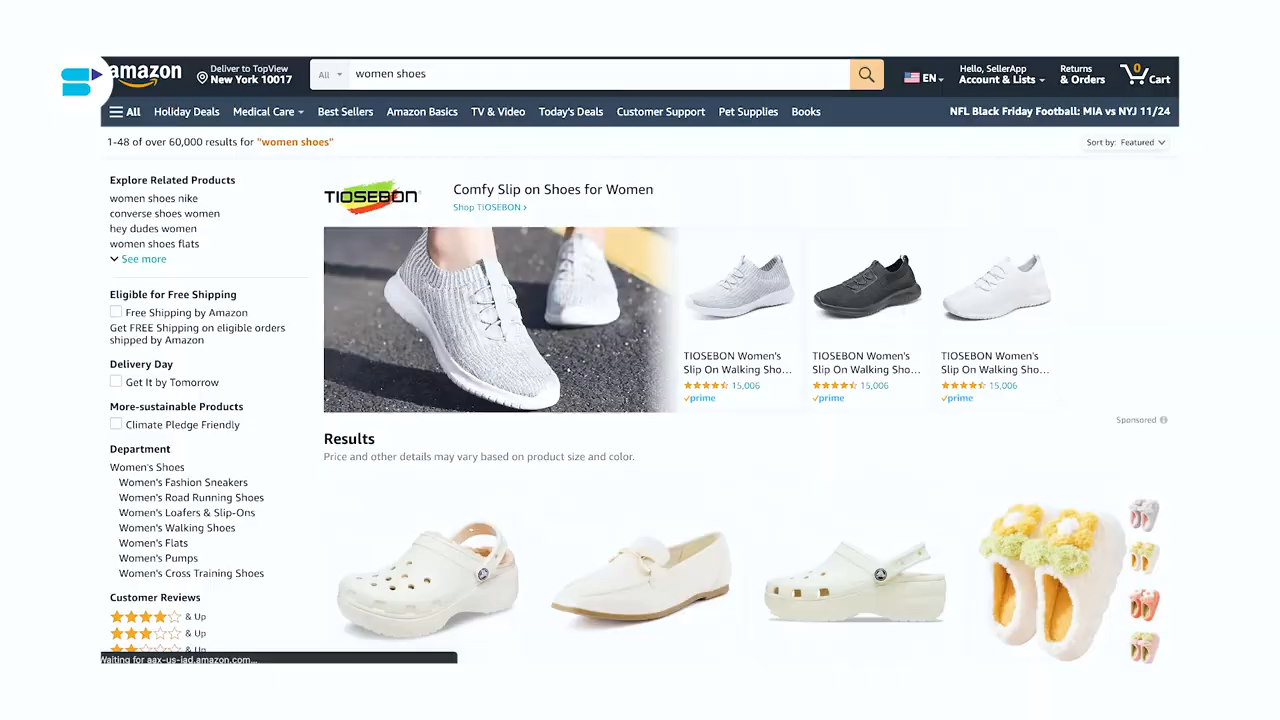 amazon
Deliver to TopView
New York 10017
All
women shoes
EN
Hello, SellerApp
Account & Lists
Returns
& Orders
0
Cart
All
Holiday Deals
Medical Care
Best Sellers
Amazon Basics
TV & Video
Today's Deals
Customer Support
Pet Supplies
Books
NFL Black Friday Football: MIA vs NYJ 11/24
1-48 of over 60,000 results for "women shoes"
Sort by: Featured
Explore Related Products
women shoes nike
converse shoes women
hey dudes women
women shoes flats
See more
Eligible for Free Shipping
Free Shipping by Amazon
Get FREE Shipping on eligible orders
shipped by Amazon
Delivery Day
Get It by Tomorrow
More-sustainable Products
Climate Pledge Friendly
Department
Women's Shoes
Women's Fashion Sneakers
Women's Road Running Shoes
Women's Loafers & Slip-Ons
Women's Walking Shoes
Women's Flats
Women's Pumps
Women's Cross Training Shoes
Customer Reviews
& Up
& Up
& Up
Waiting for aax-us-iad.amazon.com...
TIOSEBON
Comfy Slip on Shoes for Women
Shop TIOSEBON ›
TIOSEBON Women's
Slip On Walking Sho...
15,006
prime
TIOSEBON Women's
Slip On Walking Sho...
15,006
prime
TIOSEBON Women's
Slip On Walking Sho...
15,006
prime
Sponsored
Results
Price and other details may vary based on product size and color.